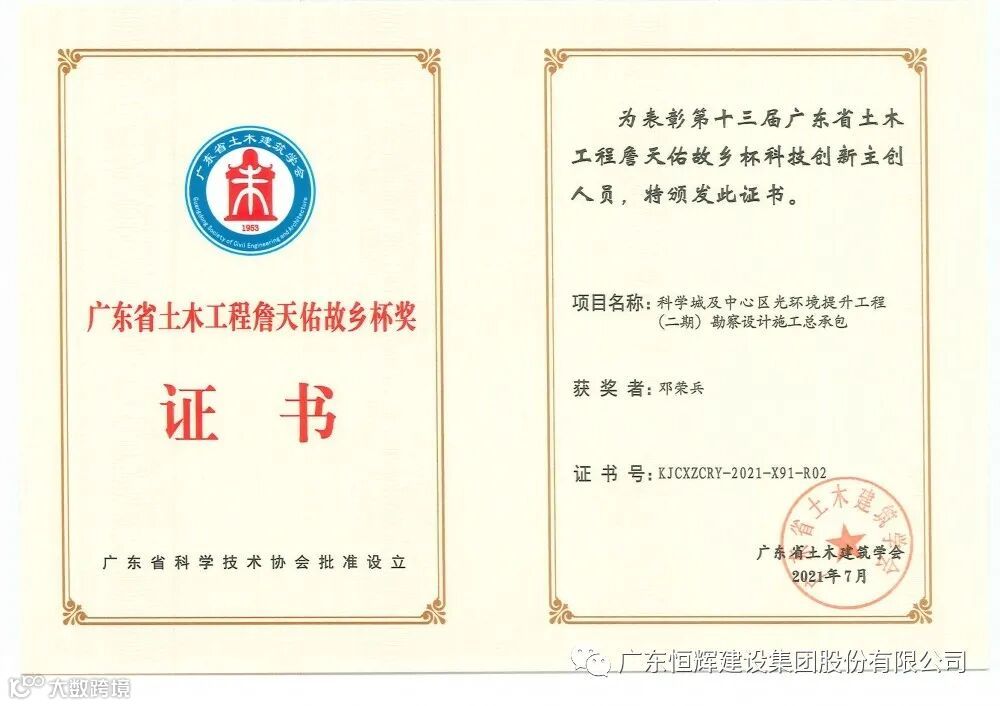 广东省土木建筑学会
1953
Guangdong Society of Civil Engineering and Architecture
广东省土木工程詹天佑故乡杯奖
证书
广东省科学技术协会批准设立
为表彰第十三届广东省土木
工程詹天佑故乡杯科技创新主创
人员，特颁发此证书。
项目名称：科学城及中心区光环境提升工程
（二期）勘察设计施工总承包
获奖者：邓荣兵
证书号：KJCXZCRY-2021-X91-R02
广东省土木建筑学会
广东省土木建筑学会
2021年7月
广东恒辉建设集团股份有限公司
10100 大数跨境